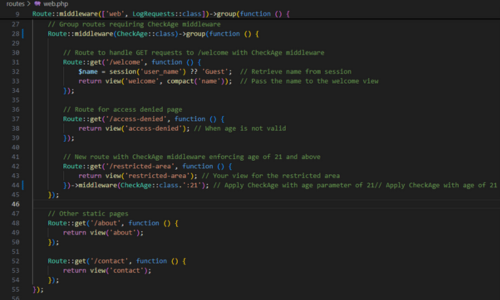 routes > web.php
9 Route::middleware(['web', LogRequests::class])->group(function () {
27 // Group routes requiring CheckAge middleware
28 Route::middleware(CheckAge::class)->group(function () {
29
30 // Route to handle GET requests to /welcome with CheckAge middleware
31 Route::get('/welcome', function () {
32 $name = session('user_name') ?? 'Guest'; // Retrieve name from session
33 return view('welcome', compact('name')); // Pass the name to the welcome view
34 });
35
36 // Route for access denied page
37 Route::get('/access-denied', function () {
38 return view('access-denied'); // When age is not valid
39 });
40
41 // New route with CheckAge middleware enforcing age of 21 and above
42 Route::get('/restricted-area', function () {
43 return view('restricted-area'); // Your view for the restricted area
44 })->middleware(CheckAge::class.':21'); // Apply CheckAge with age parameter of 21// Apply CheckAge with age of 21
45 });
46
47 // Other static pages
48 Route::get('/about', function () {
49 return view('about');
50 });
51
52 Route::get('/contact', function () {
53 return view('contact');
54 });
55 });